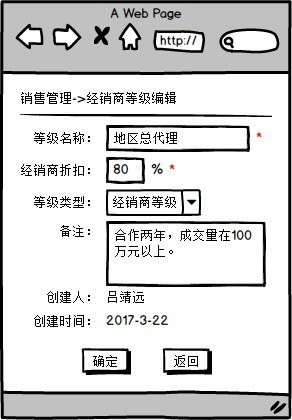 A Web Page
http://
销售管理->经销商等级编辑
等级名称： 地区总代理 *
经销商折扣： 80 % *
等级类型： 经销商等级
备注： 合作两年，成交量在100
万元以上。
创建人： 吕靖远
创建时间： 2017-3-22
确定 返回